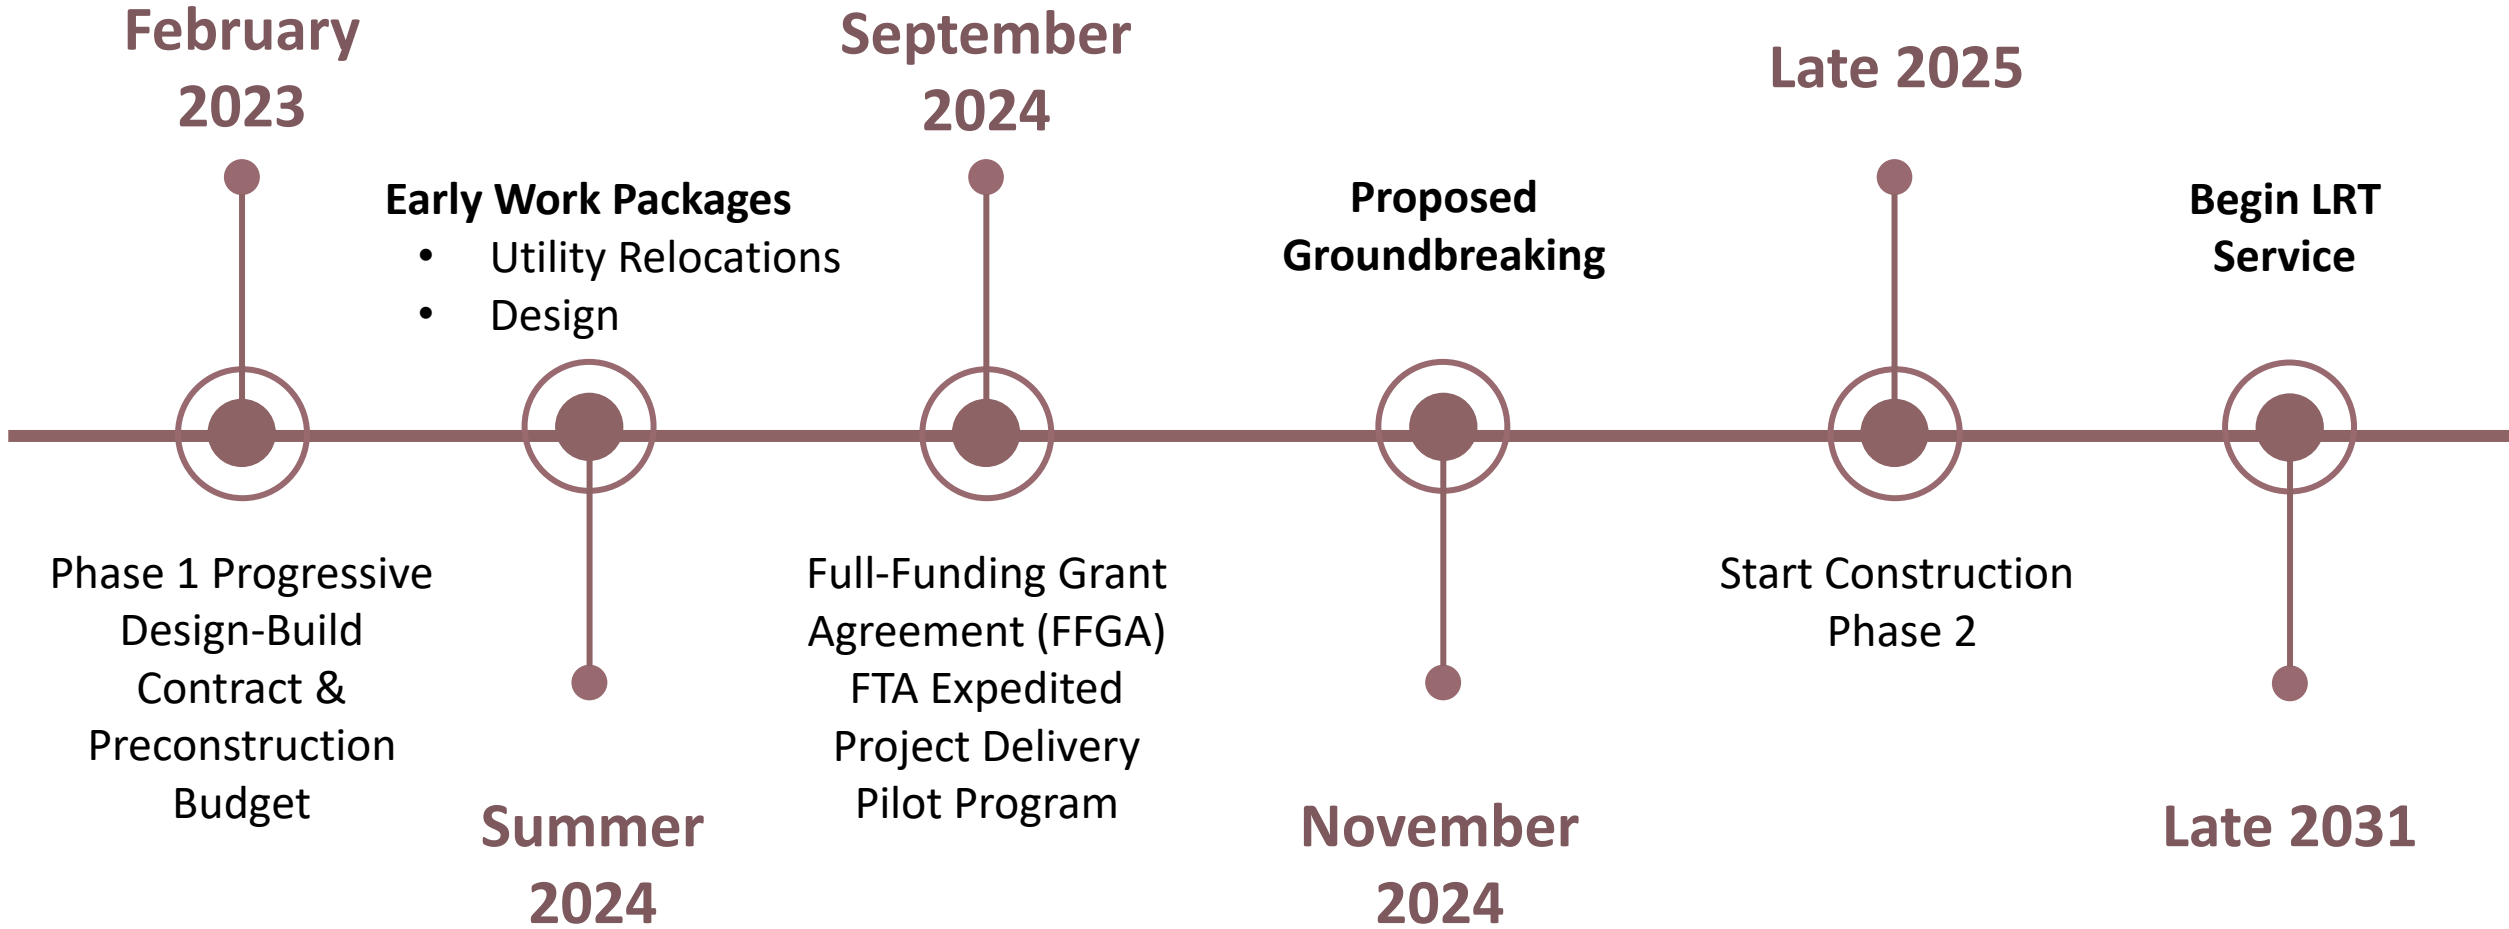 February
2023
Phase 1 Progressive
Design-Build
Contract &
Preconstruction
Budget
Early Work Packages
• Utility Relocations
• Design
Summer
2024
September
2024
Full-Funding Grant
Agreement (FFGA)
FTA Expedited
Project Delivery
Pilot Program
Proposed
Groundbreaking
November
2024
Late 2025
Start Construction
Phase 2
Begin LRT
Service
Late 2031